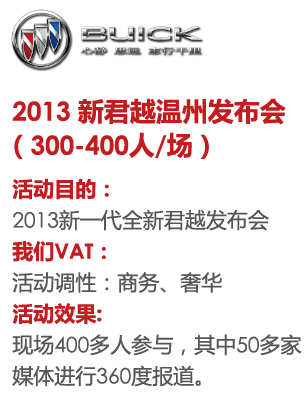 BUICK
心静 思远 志行千里
2013 新君越温州发布会
( 300-400人/场 )
活动目的：
2013新一代全新君越发布会
我们VAT：
活动调性：商务、奢华
活动效果:
现场400多人参与，其中50多家
媒体进行360度报道。